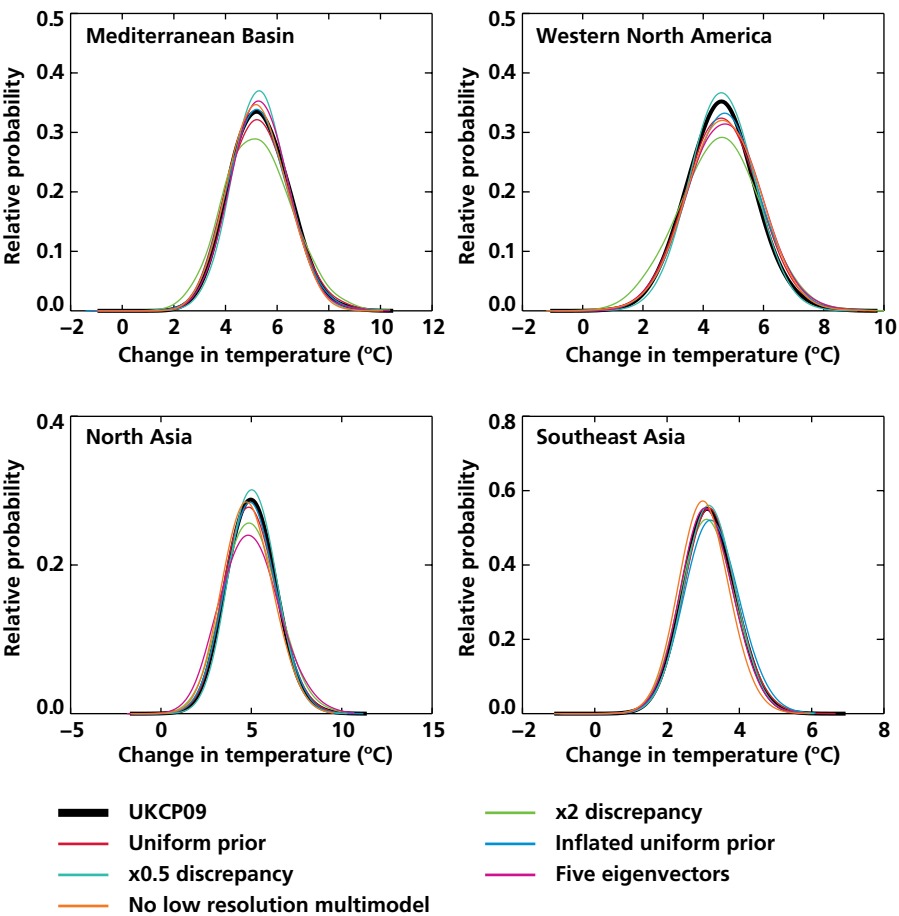 Mediterranean Basin
Relative probability
0.5
0.4
0.3
0.2
0.1
0.0
−2 0 2 4 6 8 10 12
Change in temperature (ºC)
Western North America
Relative probability
0.5
0.4
0.3
0.2
0.1
0.0
−2 0 2 4 6 8 10
Change in temperature (ºC)
North Asia
Relative probability
0.4
0.2
0.0
−5 0 5 10 15
Change in temperature (ºC)
Southeast Asia
Relative probability
0.8
0.6
0.4
0.2
0.0
−2 0 2 4 6 8
Change in temperature (ºC)
UKCP09
Uniform prior
x0.5 discrepancy
No low resolution multimodel
x2 discrepancy
Inflated uniform prior
Five eigenvectors